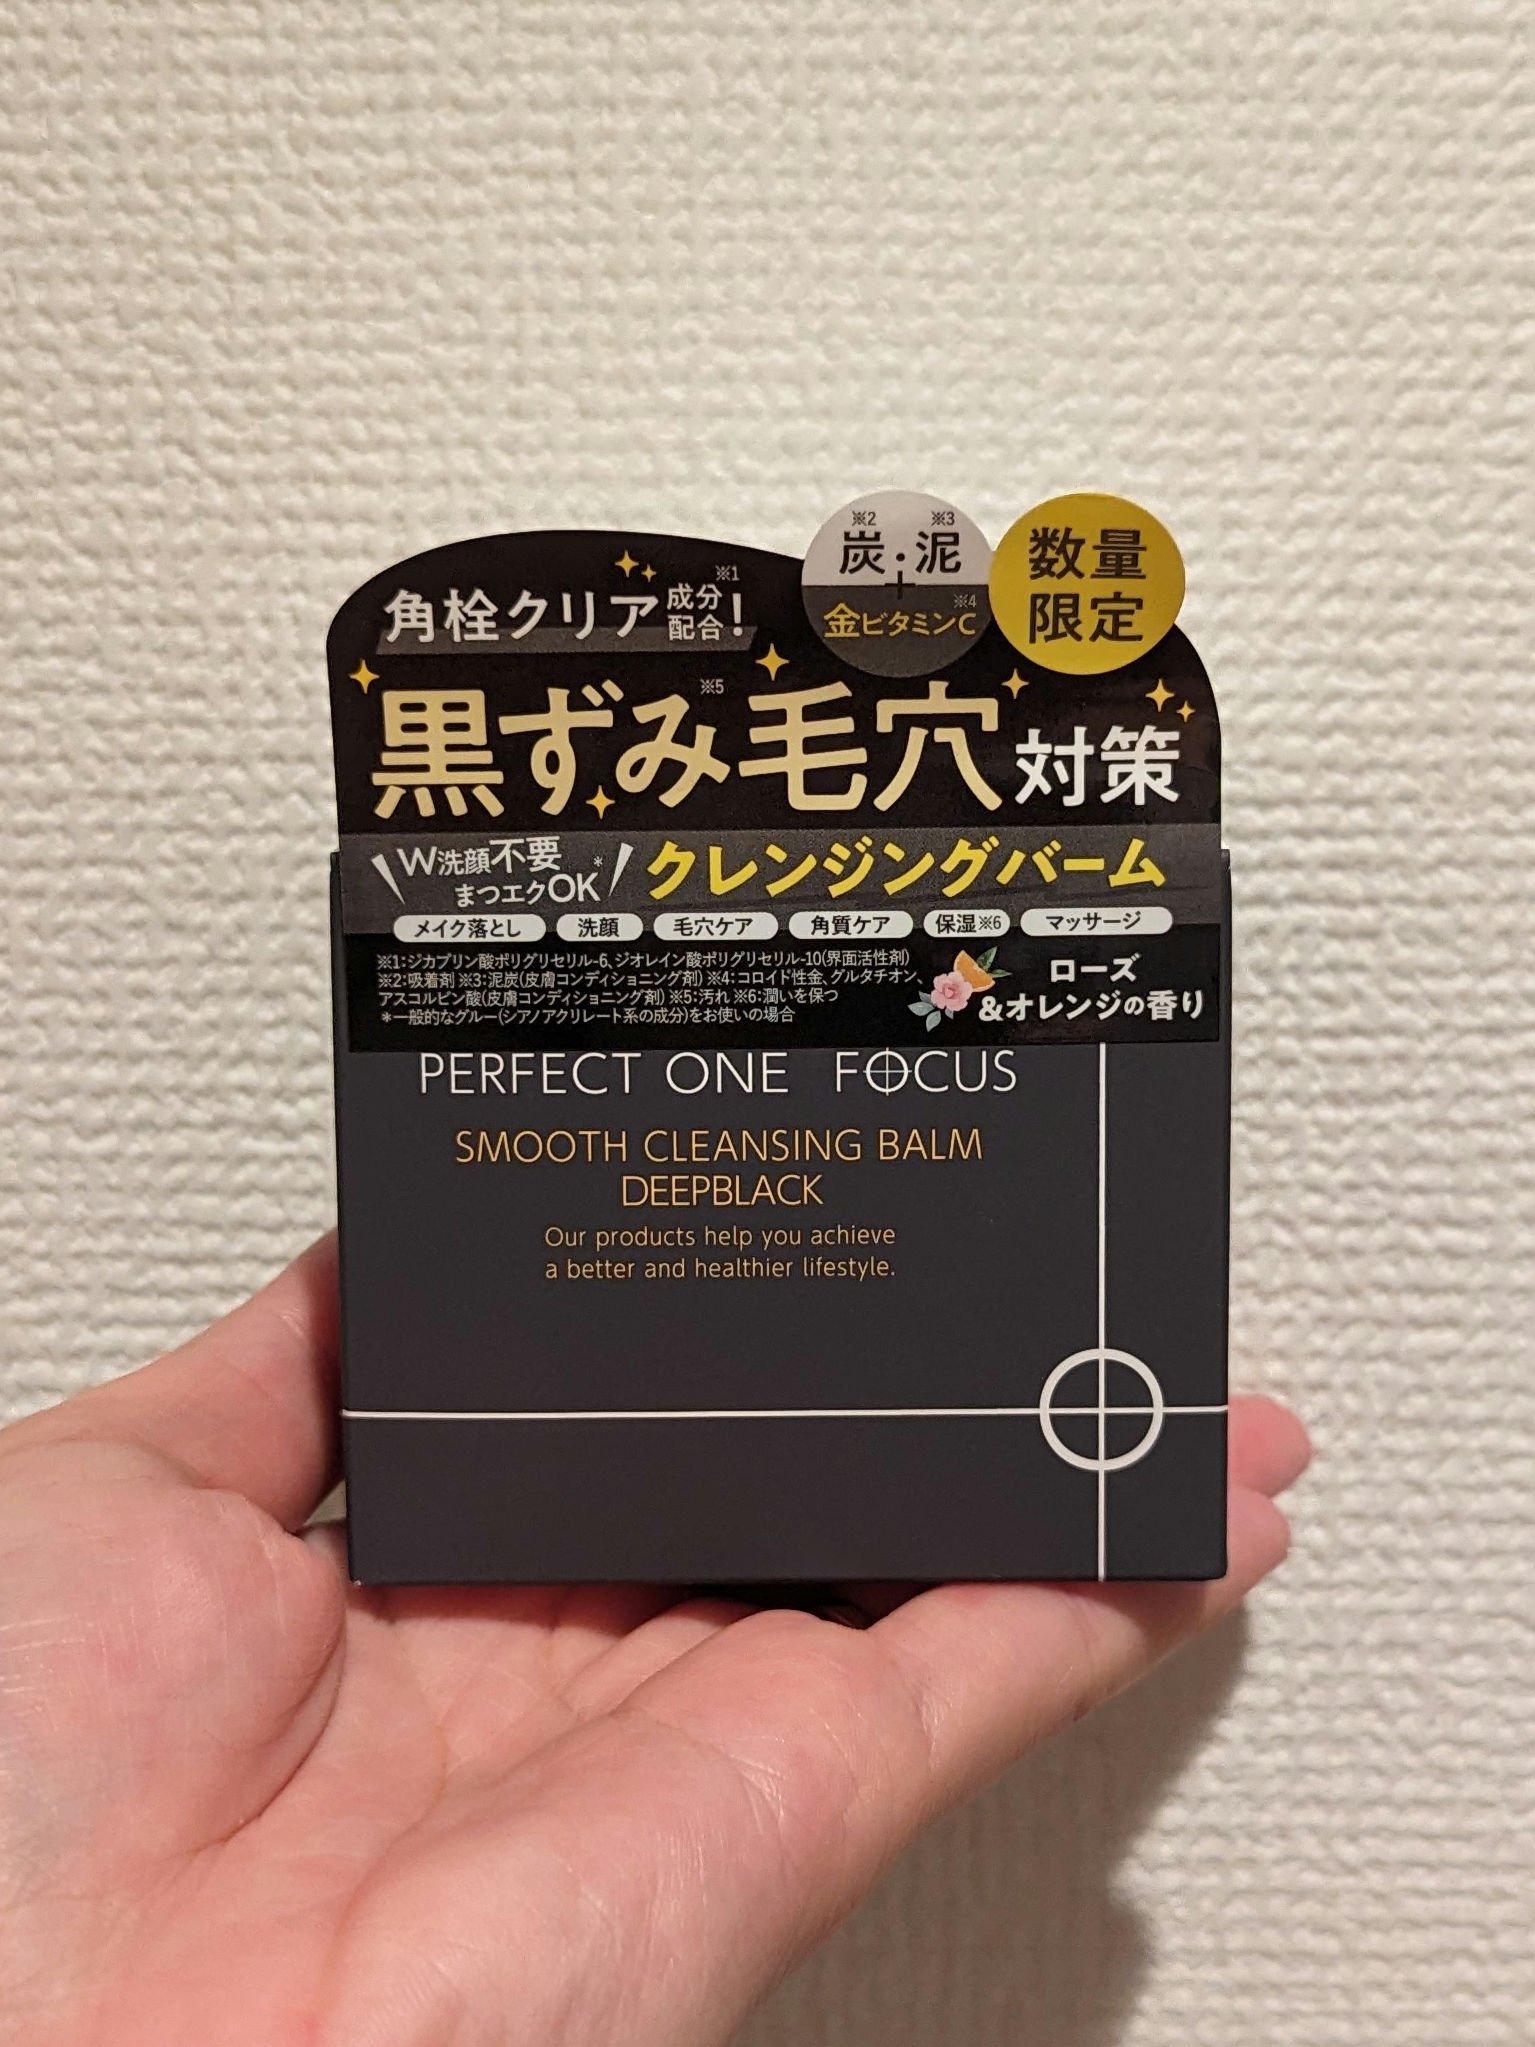 ※2 ※3
炭・泥
+
※4
金ビタミンC
数量
限定
角栓クリア成分配合!※1
黒ずみ※5毛穴対策
W洗顔不要
まつエクOK*
クレンジングバーム
メイク落とし 洗顔 毛穴ケア 角質ケア 保湿※6 マッサージ
※1:ジカプリン酸ポリグリセリル-6、ジオレイン酸ポリグリセリル-10(界面活性剤)
※2:吸着剤 ※3:泥炭(皮膚コンディショニング剤) ※4:コロイド性金、グルタチオン、
アスコルビン酸(皮膚コンディショニング剤) ※5:汚れ ※6:潤いを保つ
*一般的なグルー(シアノアクリレート系の成分)をお使いの場合
ローズ
&オレンジの香り
PERFECT ONE FOCUS
SMOOTH CLEANSING BALM
DEEPBLACK
Our products help you achieve
a better and healthier lifestyle.